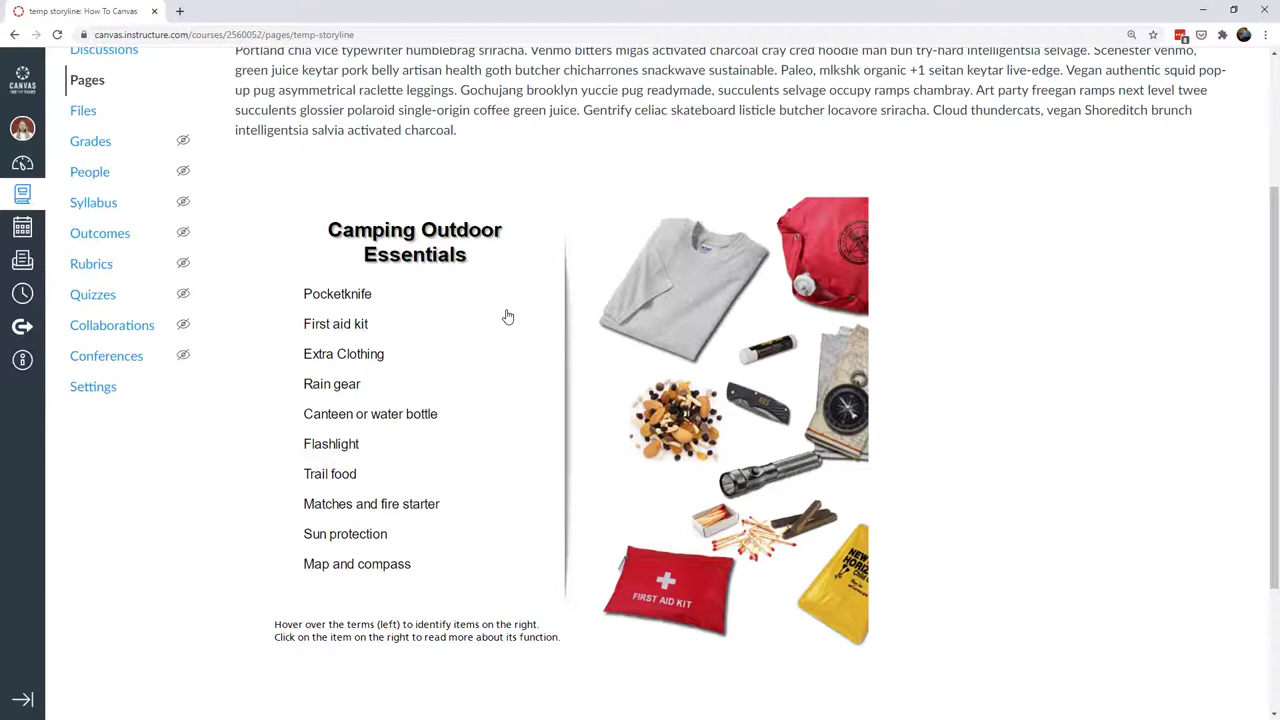 temp storyline: How To Canvas
canvas.instructure.com/courses/2560052/pages/temp-storyline
CANVAS
Discussions
Pages
Files
Grades
People
Syllabus
Outcomes
Rubrics
Quizzes
Collaborations
Conferences
Settings
Portland chia vice typewriter humblebrag sriracha. Venmo bitters migas activated charcoal cray cred hoodie man bun try-hard intelligentsia selvage. Scenester venmo,
green juice keytar pork belly artisan health goth butcher chicharrones snackwave sustainable. Paleo, mlkshk organic +1 seitan keytar live-edge. Vegan authentic squid pop-
up pug asymmetrical raclette leggings. Gochujang brooklyn yuccie pug readymade, succulents selvage occupy ramps chambray. Art party freegan ramps next level twee
succulents glossier polaroid single-origin coffee green juice. Gentrify celiac skateboard listicle butcher locavore sriracha. Cloud thundercats, vegan Shoreditch brunch
intelligentsia salvia activated charcoal.
Camping Outdoor
Essentials
Pocketknife
First aid kit
Extra Clothing
Rain gear
Canteen or water bottle
Flashlight
Trail food
Matches and fire starter
Sun protection
Map and compass
Hover over the terms (left) to identify items on the right.
Click on the item on the right to read more about its function.
FIRST AID KIT
NEW
HORIZ